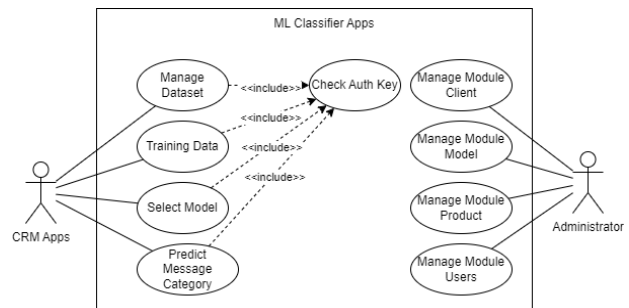 ML Classifier Apps
Manage
Dataset
<<include>>
Check Auth Key
Manage Module
Client
Training Data
<<include>>
Manage Module
Model
<<include>>
Select Model
<<include>>
Manage Module
Product
CRM Apps
Administrator
Predict
Message
Category
Manage Module
Users